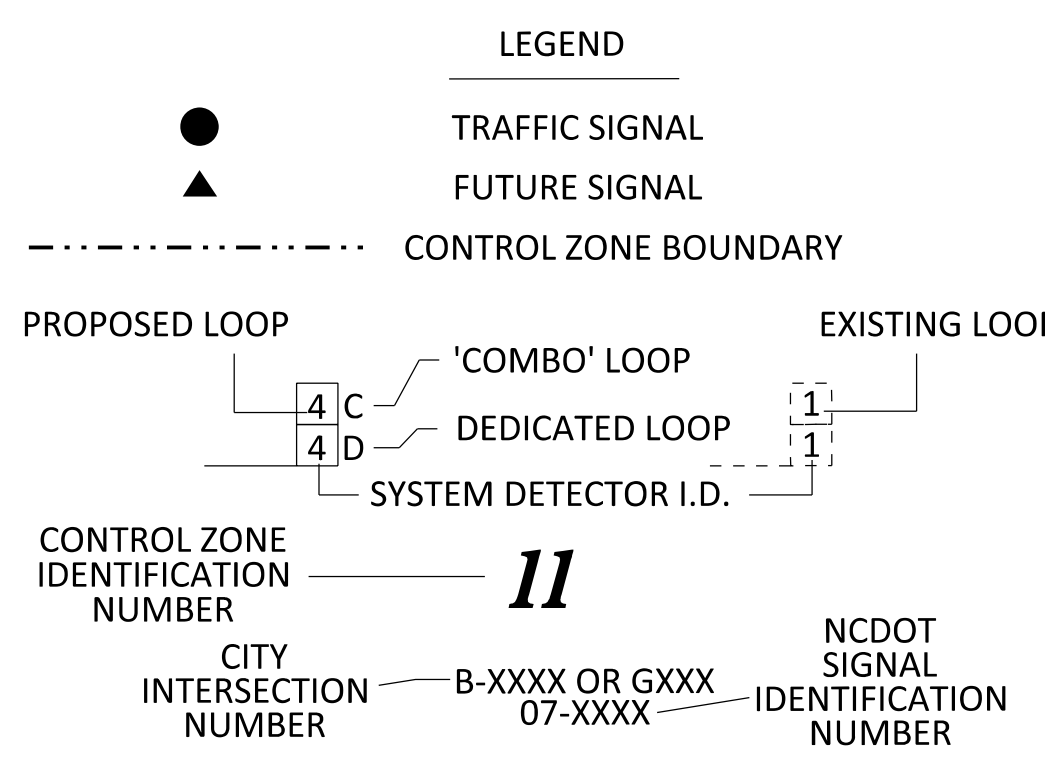 LEGEND
TRAFFIC SIGNAL
FUTURE SIGNAL
CONTROL ZONE BOUNDARY
PROPOSED LOOP
EXISTING LOO
'COMBO' LOOP
4 C
1
DEDICATED LOOP
4 D
1
SYSTEM DETECTOR I.D.
CONTROL ZONE
IDENTIFICATION
NUMBER
11
CITY
INTERSECTION
NUMBER
B-XXXX OR GXXX
07-XXXX
NCDOT
SIGNAL
IDENTIFICATION
NUMBER